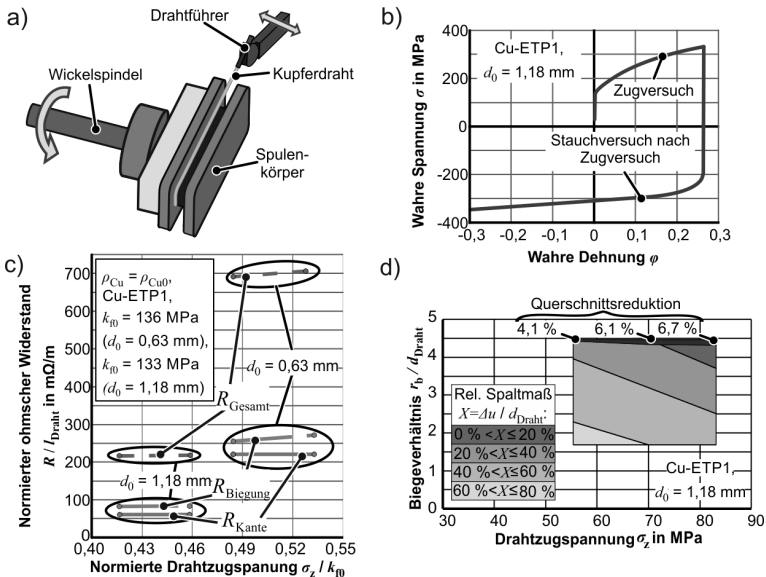 a)
Drahtführer
Kupferdraht
Wickelspindel
Spulen-
körper
b)
Wahre Spannung σ in MPa
400
200
0
-200
-400
Cu-ETP1,
d₀ = 1,18 mm
Zugversuch
Stauchversuch nach
Zugversuch
-0,3 -0,2 -0,1 0 0,1 0,2 0,3
Wahre Dehnung φ
c)
Normierter ohmscher Widerstand
R / lDraht in mΩ/m
700
600
500
400
300
200
100
0
ρCu = ρCu0,
Cu-ETP1,
kf0 = 136 MPa
(d₀ = 0,63 mm),
kf0 = 133 MPa
(d₀ = 1,18 mm)
d₀ = 0,63 mm
RGesamt
d₀ = 1,18 mm
RBiegung
RKante
0,40 0,43 0,46 0,49 0,52 0,55
Normierte Drahtzugspanung σz / kf0
d)
Querschnittsreduktion
4,1 % 6,1 % 6,7 %
Biegeverhältnis rb / dDraht
5
4
3
2
1
0
Rel. Spaltmaß
X=Δu / dDraht:
0 % <X≤ 20 %
20 % <X≤ 40 %
40 % <X≤ 60 %
60 % <X≤ 80 %
Cu-ETP1,
d₀ = 1,18 mm
30 40 50 60 70 80 90
Drahtzugspannung σz in MPa